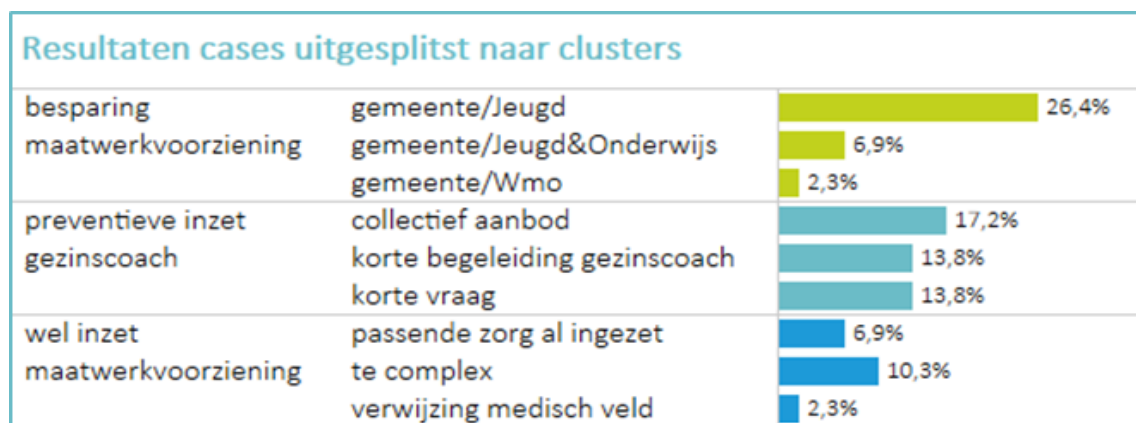 Resultaten cases uitgesplitst naar clusters
besparing gemeente/Jeugd 26,4%
maatwerkvoorziening gemeente/Jeugd&Onderwijs 6,9%
gemeente/Wmo 2,3%
preventieve inzet collectief aanbod 17,2%
gezinscoach korte begeleiding gezinscoach 13,8%
korte vraag 13,8%
wel inzet passende zorg al ingezet 6,9%
maatwerkvoorziening te complex 10,3%
verwijzing medisch veld 2,3%